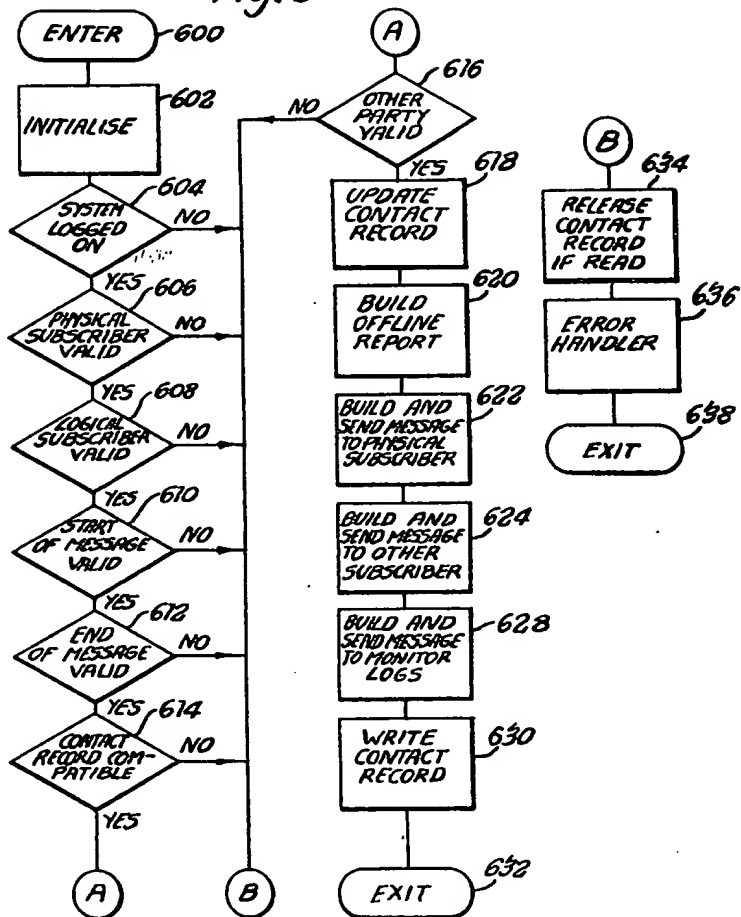 ENTER
600
INITIALISE
602
SYSTEM
LOGGED
ON
604
NO
YES
PHYSICAL
SUBSCRIBER
VALID
606
NO
YES
LOGICAL
SUBSCRIBER
VALID
608
NO
YES
START
OF MESSAGE
VALID
610
NO
YES
END
OF MESSAGE
VALID
612
NO
YES
CONTACT
RECORD COM-
PATIBLE
614
NO
YES
A
B
A
OTHER
PARTY
VALID
616
NO
YES
UPDATE
CONTACT
RECORD
618
BUILD
OFFLINE
REPORT
620
BUILD AND
SEND MESSAGE
TO PHYSICAL
SUBSCRIBER
622
BUILD AND
SEND MESSAGE
TO OTHER
SUBSCRIBER
624
BUILD AND
SEND MESSAGE
TO MONITOR
LOGS
628
WRITE
CONTACT
RECORD
630
EXIT
632
B
RELEASE
CONTACT
RECORD
IF READ
634
ERROR
HANDLER
636
EXIT
638